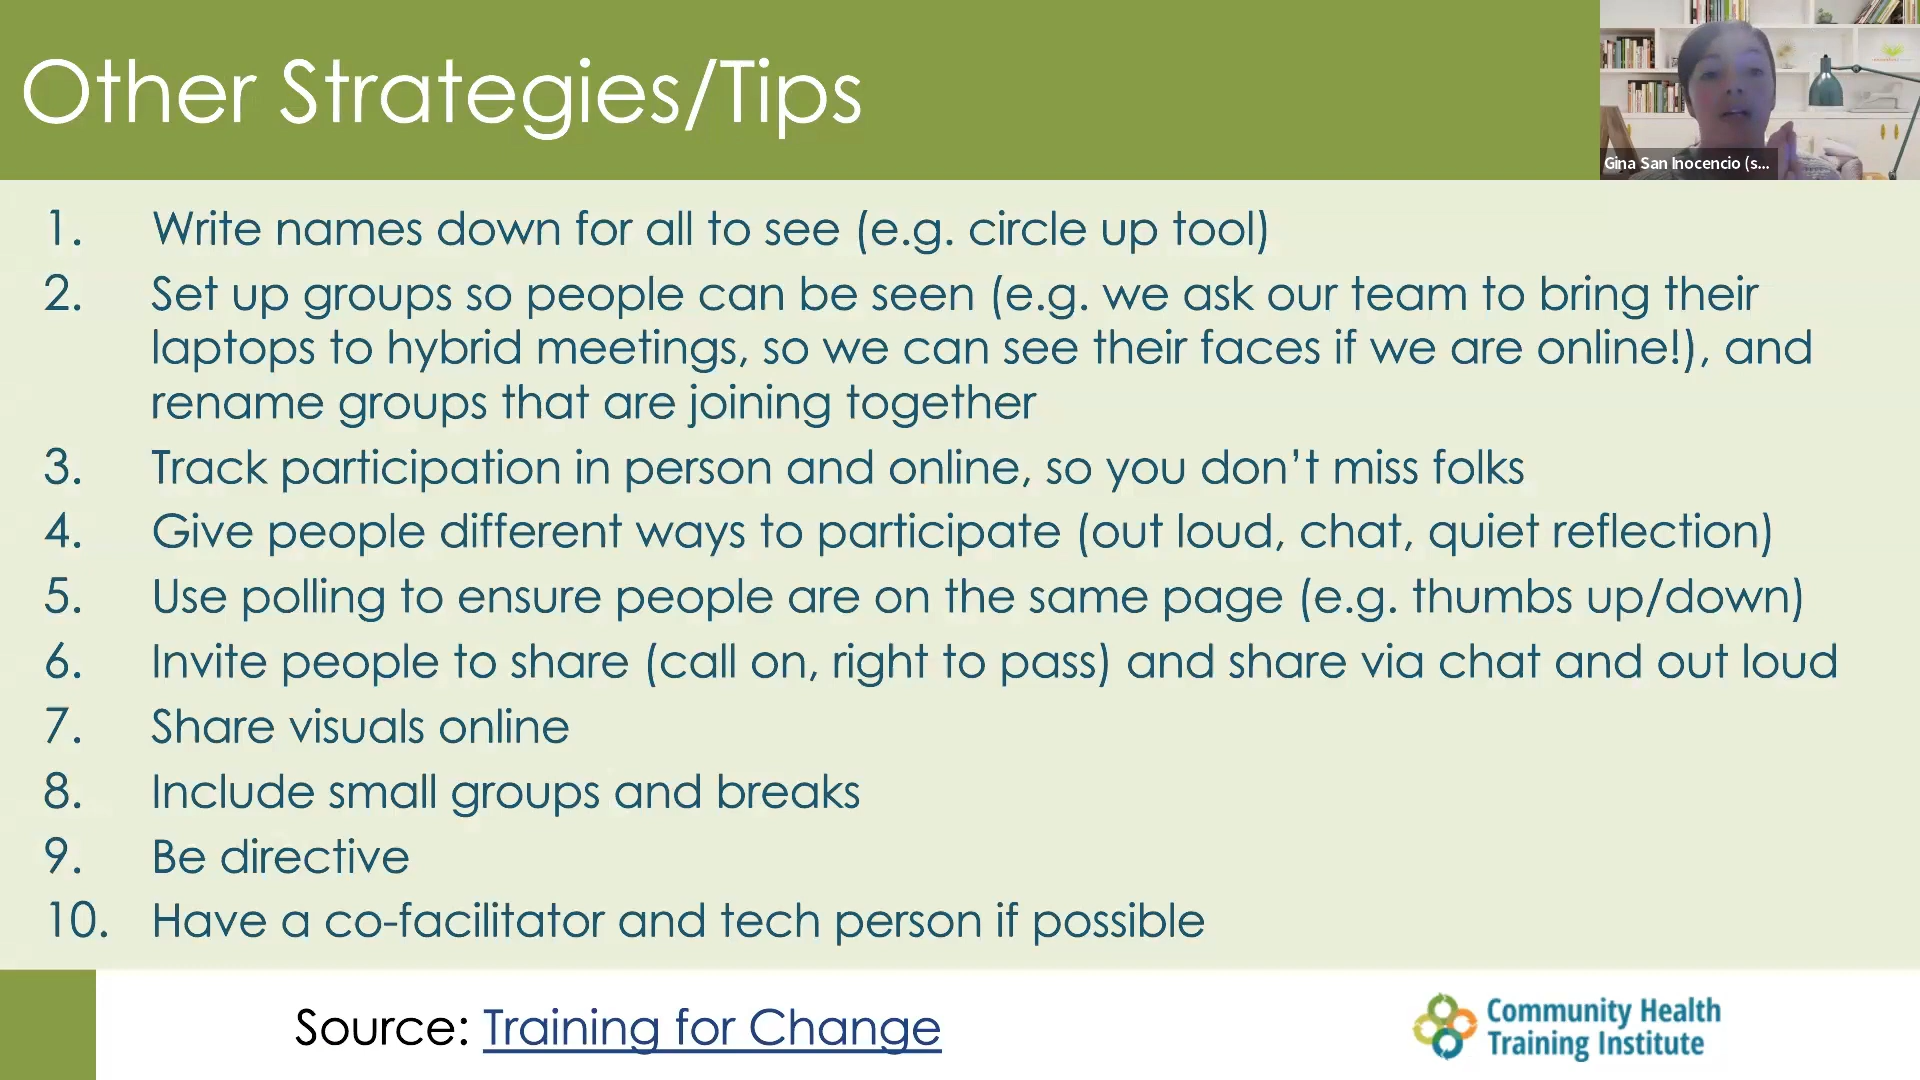 Other Strategies/Tips
Gina San Inocencio (s...
1. Write names down for all to see (e.g. circle up tool)
2. Set up groups so people can be seen (e.g. we ask our team to bring their
laptops to hybrid meetings, so we can see their faces if we are online!), and
rename groups that are joining together
3. Track participation in person and online, so you don’t miss folks
4. Give people different ways to participate (out loud, chat, quiet reflection)
5. Use polling to ensure people are on the same page (e.g. thumbs up/down)
6. Invite people to share (call on, right to pass) and share via chat and out loud
7. Share visuals online
8. Include small groups and breaks
9. Be directive
10. Have a co-facilitator and tech person if possible
Source: Training for Change
Community Health
Training Institute